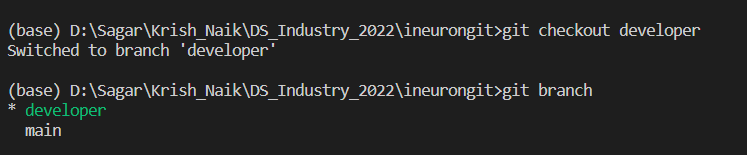 (base) D:\Sagar\Krish_Naik\DS_Industry_2022\ineurongit>git checkout developer
Switched to branch 'developer'
(base) D:\Sagar\Krish_Naik\DS_Industry_2022\ineurongit>git branch
* developer
  main